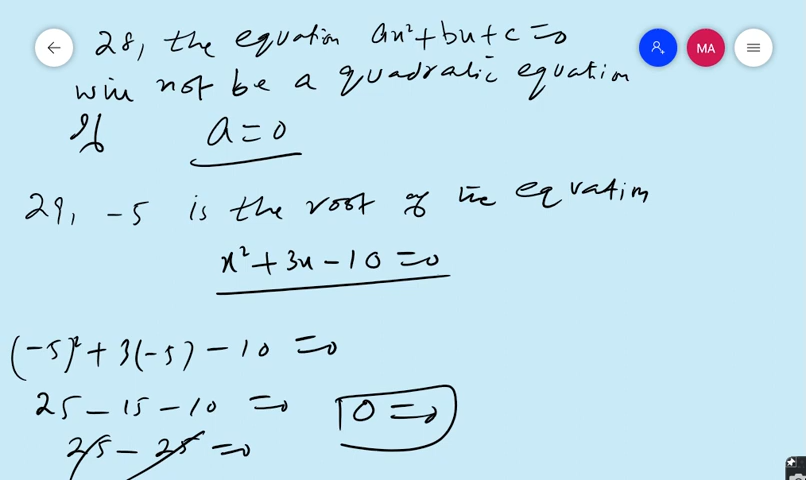 28, the equation ax²+bx+c=0
will not be a quadratic equation
If a=0
29, -5 is the root of the equation
x²+3x-10=0
(-5)²+3(-5)-10=0
25-15-10=0
0=0
25-25=0
MA